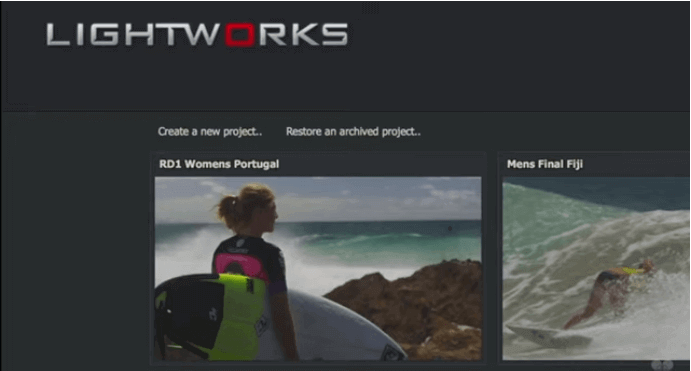 LIGHTWORKS
Create a new project.. Restore an archived project..
RD1 Womens Portugal Mens Final Fiji